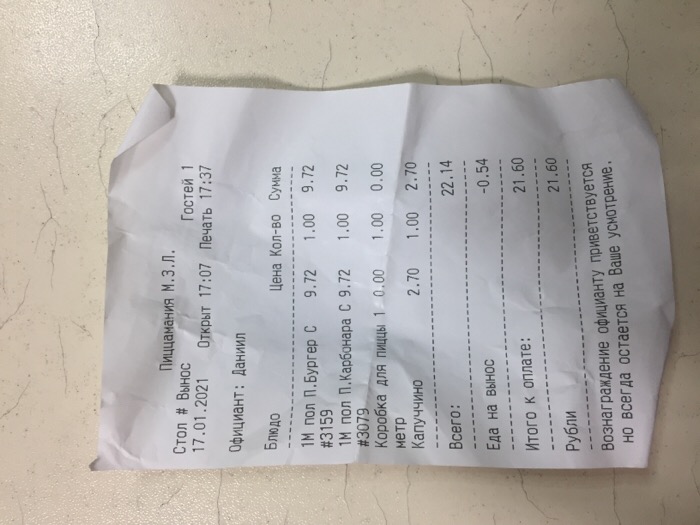 Пиццамания М.З.Л.
Стол # Вынос Гостей 1
17.01.2021 Открыт 17:07 Печать 17:37
Официант: Даниил
Блюдо Цена Кол-во Сумма
1М пол П.Бургер С 9.72 1.00 9.72
#3159
1М пол П.Карбонара С 9.72 1.00 9.72
#3079
Коробка для пиццы 1 0.00 1.00 0.00
метр
Капуччино 2.70 1.00 2.70
Всего: 22.14
Еда на вынос -0.54
Итого к оплате: 21.60
Рубли 21.60
Вознаграждение официанту приветствуется
но всегда остается на Ваше усмотрение.